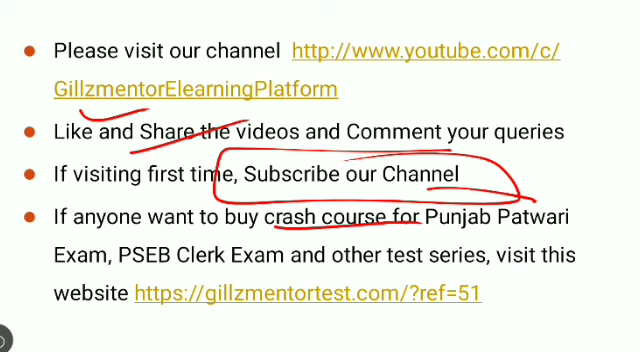 Please visit our channel http://www.youtube.com/c/
GillzmentorElearningPlatform
Like and Share the videos and Comment your queries
If visiting first time, Subscribe our Channel
If anyone want to buy crash course for Punjab Patwari
Exam, PSEB Clerk Exam and other test series, visit this
website https://gillzmentortest.com/?ref=51